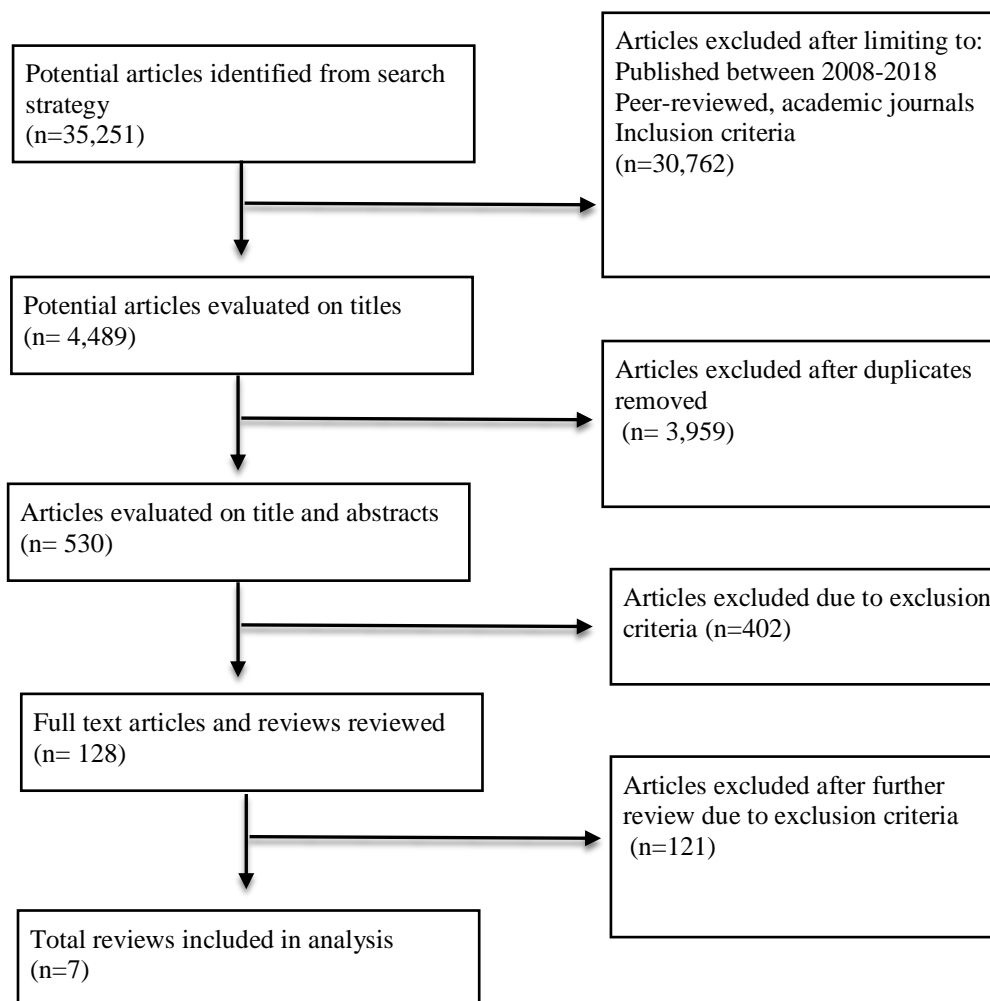 Potential articles identified from search
strategy
(n=35,251)
Articles excluded after limiting to:
Published between 2008-2018
Peer-reviewed, academic journals
Inclusion criteria
(n=30,762)
Potential articles evaluated on titles
(n= 4,489)
Articles excluded after duplicates
removed
(n= 3,959)
Articles evaluated on title and abstracts
(n= 530)
Articles excluded due to exclusion
criteria (n=402)
Full text articles and reviews reviewed
(n= 128)
Articles excluded after further
review due to exclusion criteria
(n=121)
Total reviews included in analysis
(n=7)